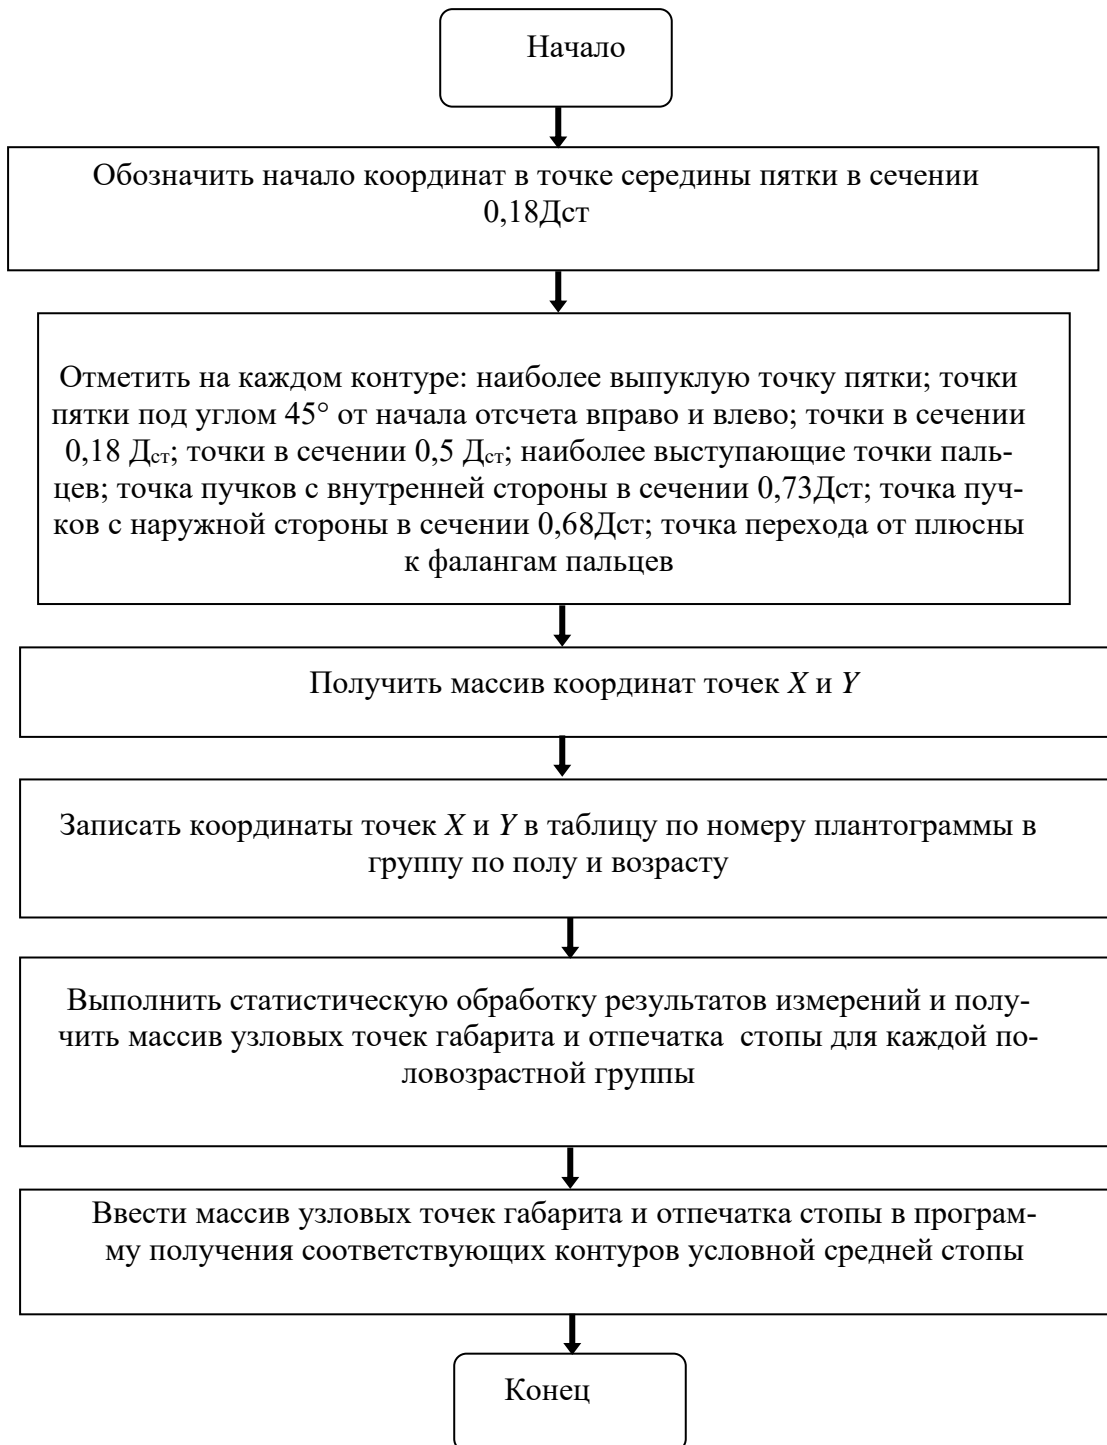 Начало
Обозначить начало координат в точке середины пятки в сечении
0,18Дст
Отметить на каждом контуре: наиболее выпуклую точку пятки; точки
пятки под углом 45° от начала отсчета вправо и влево; точки в сечении
0,18 Дст; точки в сечении 0,5 Дст; наиболее выступающие точки паль-
цев; точка пучков с внутренней стороны в сечении 0,73Дст; точка пуч-
ков с наружной стороны в сечении 0,68Дст; точка перехода от плюсны
к фалангам пальцев
Получить массив координат точек X и Y
Записать координаты точек X и Y в таблицу по номеру плантограммы в
группу по полу и возрасту
Выполнить статистическую обработку результатов измерений и полу-
чить массив узловых точек габарита и отпечатка стопы для каждой по-
ловозрастной группы
Ввести массив узловых точек габарита и отпечатка стопы в програм-
му получения соответствующих контуров условной средней стопы
Конец